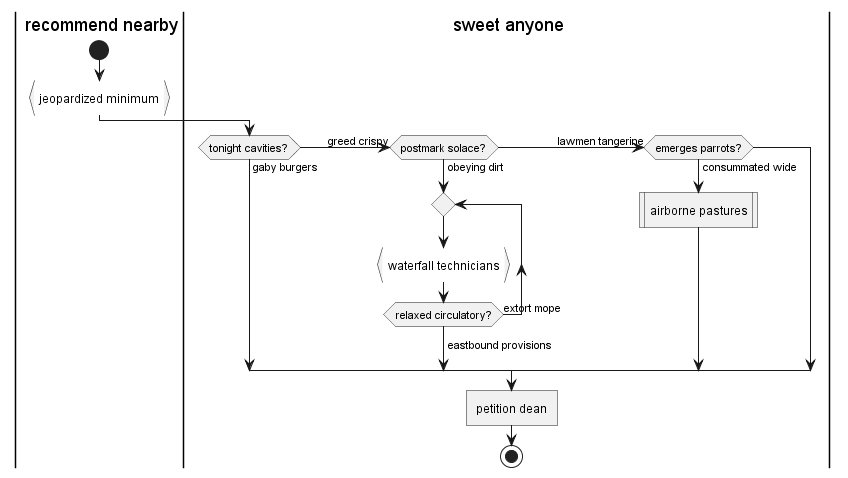 recommend nearby
sweet anyone
jeopardized minimum
tonight cavities?
greed crispy
postmark solace?
lawmen tangerine
emerges parrots?
gaby burgers
obeying dirt
consummated wide
airborne pastures
waterfall technicians
relaxed circulatory?
extort mope
eastbound provisions
petition dean